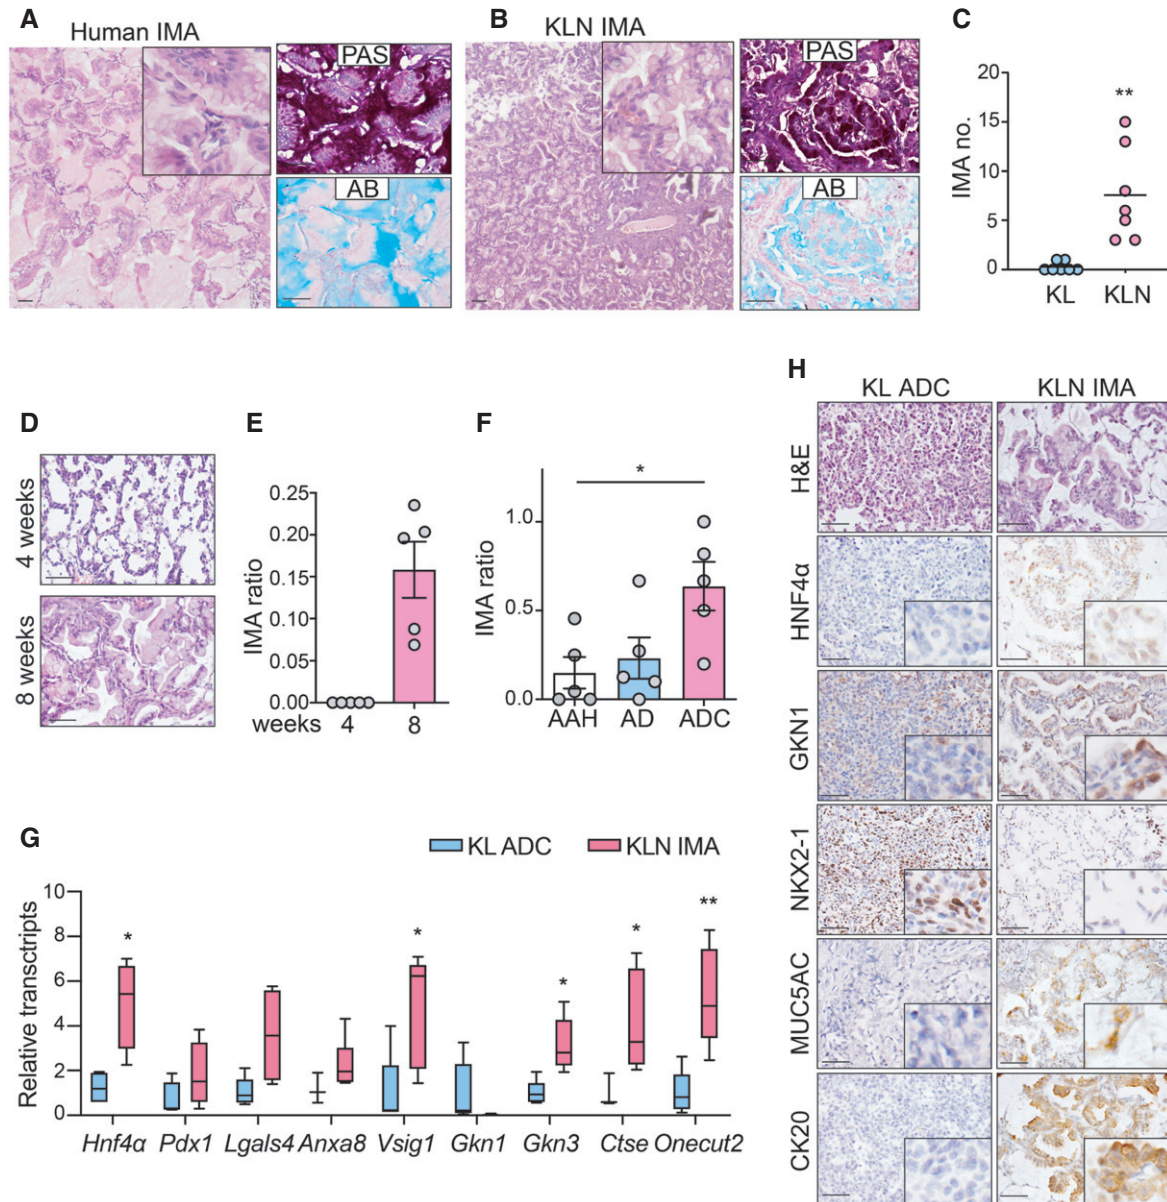 A
Human IMA
PAS
AB
B
KLN IMA
PAS
AB
C
IMA no.
20
15
10
5
0
**
KL KLN
D
4 weeks
8 weeks
E
IMA ratio
0.25
0.20
0.15
0.10
0.05
0.00
weeks 4 8
F
IMA ratio
1.0
0.5
0.0
*
AAH AD ADC
G
KL ADC KLN IMA
Relative transctripts
10
8
6
4
2
0
* * * * **
Hnf4α Pdx1 Lgals4 Anxa8 Vsig1 Gkn1 Gkn3 Ctse Onecut2
H
KL ADC KLN IMA
H&E
HNF4α
GKN1
NKX2-1
MUC5AC
CK20